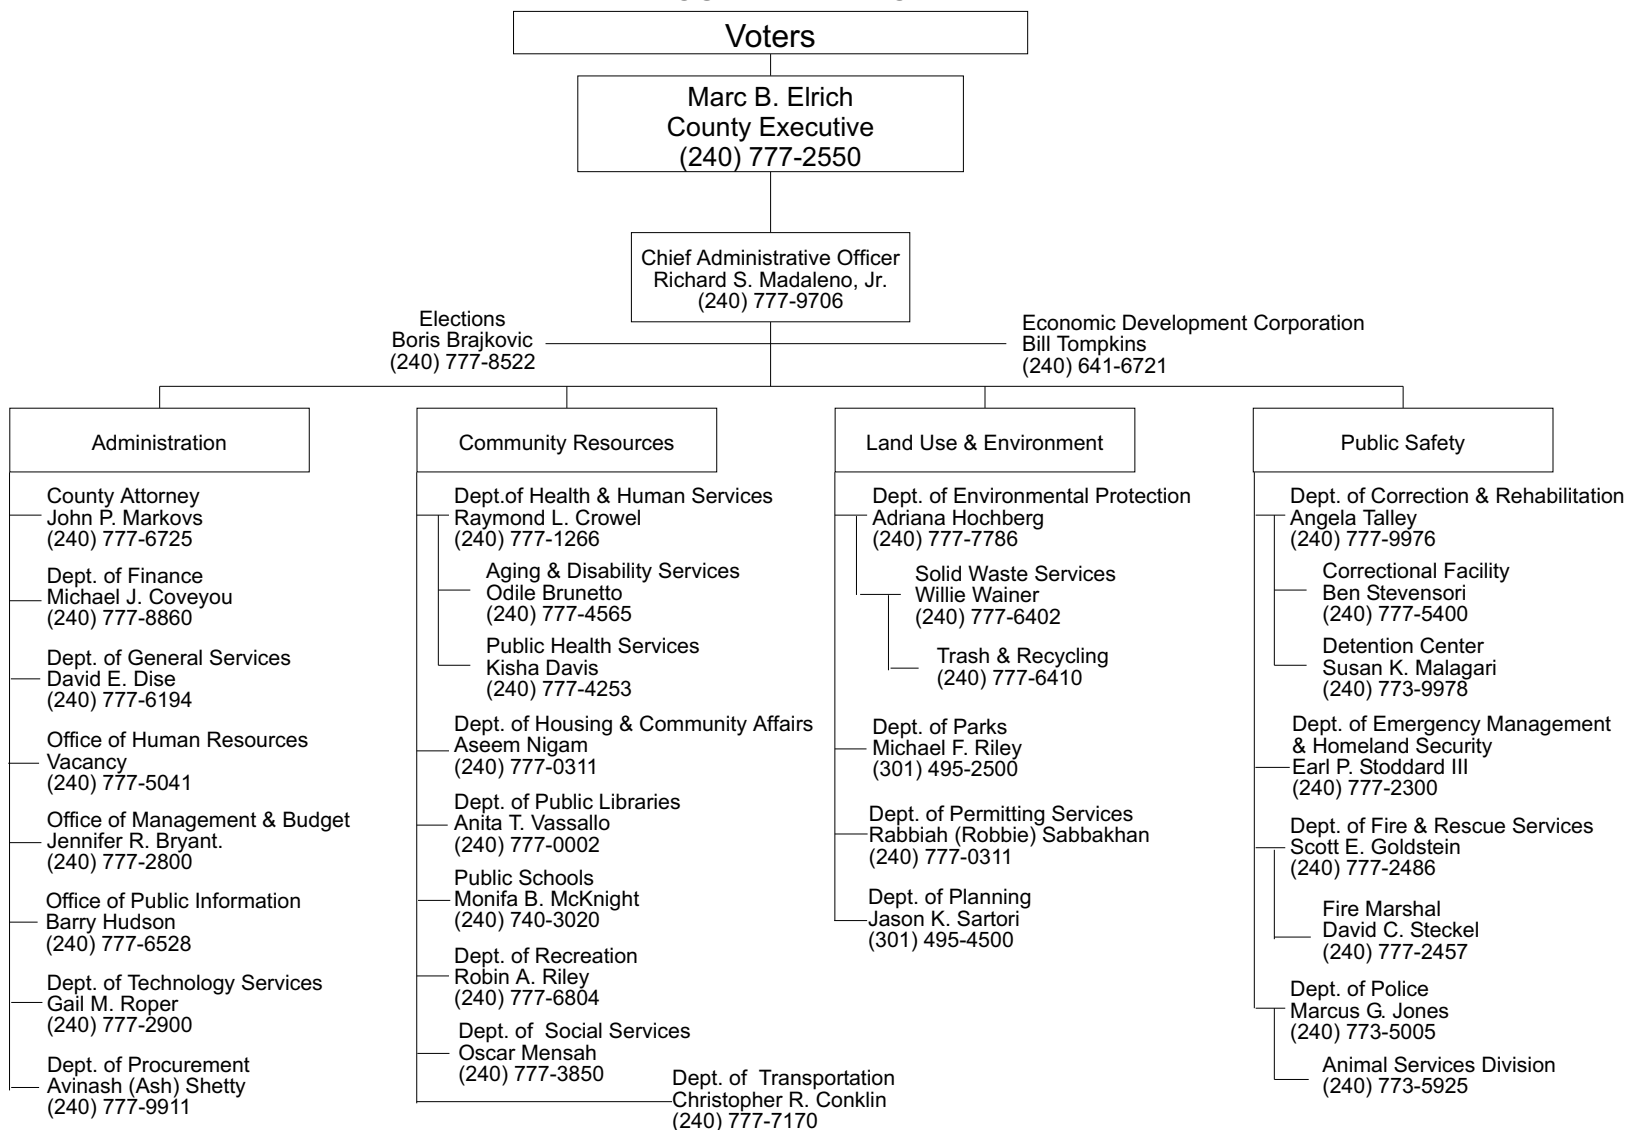 Voters
Marc B. Elrich
County Executive
(240) 777-2550
Chief Administrative Officer
Richard S. Madaleno, Jr.
(240) 777-9706
Elections
Boris Brajkovic
(240) 777-8522
Economic Development Corporation
Bill Tompkins
(240) 641-6721
Administration
County Attorney
John P. Markovs
(240) 777-6725
Dept. of Finance
Michael J. Coveyou
(240) 777-8860
Dept. of General Services
David E. Dise
(240) 777-6194
Office of Human Resources
Vacancy
(240) 777-5041
Office of Management & Budget
Jennifer R. Bryant.
(240) 777-2800
Office of Public Information
Barry Hudson
(240) 777-6528
Dept. of Technology Services
Gail M. Roper
(240) 777-2900
Dept. of Procurement
Avinash (Ash) Shetty
(240) 777-9911
Community Resources
Dept.of Health & Human Services
Raymond L. Crowel
(240) 777-1266
Aging & Disability Services
Odile Brunetto
(240) 777-4565
Public Health Services
Kisha Davis
(240) 777-4253
Dept. of Housing & Community Affairs
Aseem Nigam
(240) 777-0311
Dept. of Public Libraries
Anita T. Vassallo
(240) 777-0002
Public Schools
Monifa B. McKnight
(240) 740-3020
Dept. of Recreation
Robin A. Riley
(240) 777-6804
Dept. of Social Services
Oscar Mensah
(240) 777-3850
Dept. of Transportation
Christopher R. Conklin
(240) 777-7170
Land Use & Environment
Dept. of Environmental Protection
Adriana Hochberg
(240) 777-7786
Solid Waste Services
Willie Wainer
(240) 777-6402
Trash & Recycling
(240) 777-6410
Dept. of Parks
Michael F. Riley
(301) 495-2500
Dept. of Permitting Services
Rabbiah (Robbie) Sabbakhan
(240) 777-0311
Dept. of Planning
Jason K. Sartori
(301) 495-4500
Public Safety
Dept. of Correction & Rehabilitation
Angela Talley
(240) 777-9976
Correctional Facility
Ben Stevensori
(240) 777-5400
Detention Center
Susan K. Malagari
(240) 773-9978
Dept. of Emergency Management
& Homeland Security
Earl P. Stoddard III
(240) 777-2300
Dept. of Fire & Rescue Services
Scott E. Goldstein
(240) 777-2486
Fire Marshal
David C. Steckel
(240) 777-2457
Dept. of Police
Marcus G. Jones
(240) 773-5005
Animal Services Division
(240) 773-5925